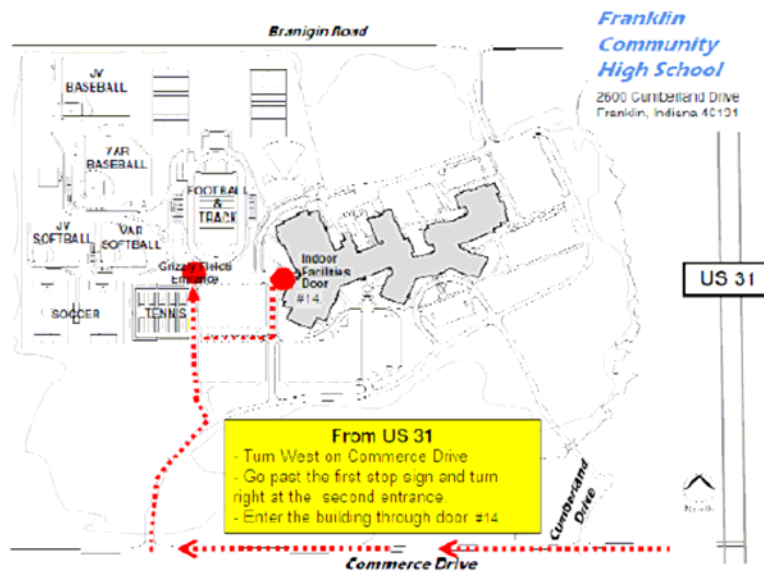 Branigin Road
Franklin
Community
High School
2600 Cumberland Drive
Franklin, Indiana 46131
JV
BASEBALL
VAR
BASEBALL
FOOTBALL
&
TRACK
JV
SOFTBALL
VAR
SOFTBALL
Grizzly Fields
Entrance
Indoor
Facilities
Door
#14
SOCCER
TENNIS
US 31
From US 31
- Turn West on Commerce Drive
- Go past the first stop sign and turn
right at the second entrance.
- Enter the building through door #14
Cumberland
Drive
North
Commerce Drive